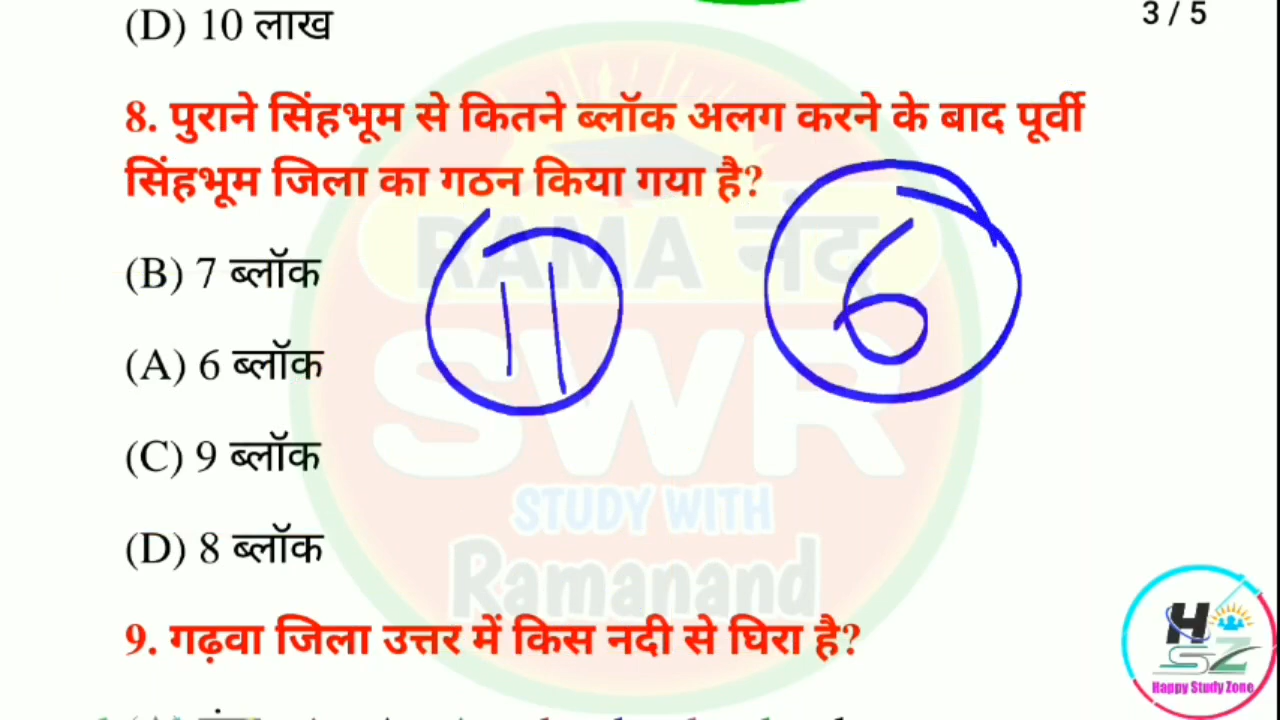 (D) 10 लाख
3 / 5
8. पुराने सिंहभूम से कितने ब्लॉक अलग करने के बाद पूर्वी
सिंहभूम जिला का गठन किया गया है?
11
6
(B) 7 ब्लॉक
(A) 6 ब्लॉक
(C) 9 ब्लॉक
(D) 8 ब्लॉक
9. गढ़वा जिला उत्तर में किस नदी से घिरा है?
RAMA नंद
SWR
STUDY WITH
Ramanand
HSZ
Happy Study Zone